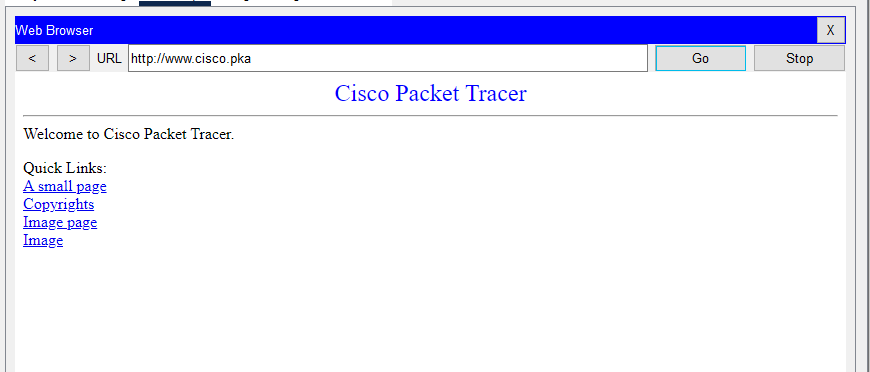 Web Browser X
< > URL http://www.cisco.pka Go Stop
Cisco Packet Tracer
Welcome to Cisco Packet Tracer.
Quick Links:
A small page
Copyrights
Image page
Image